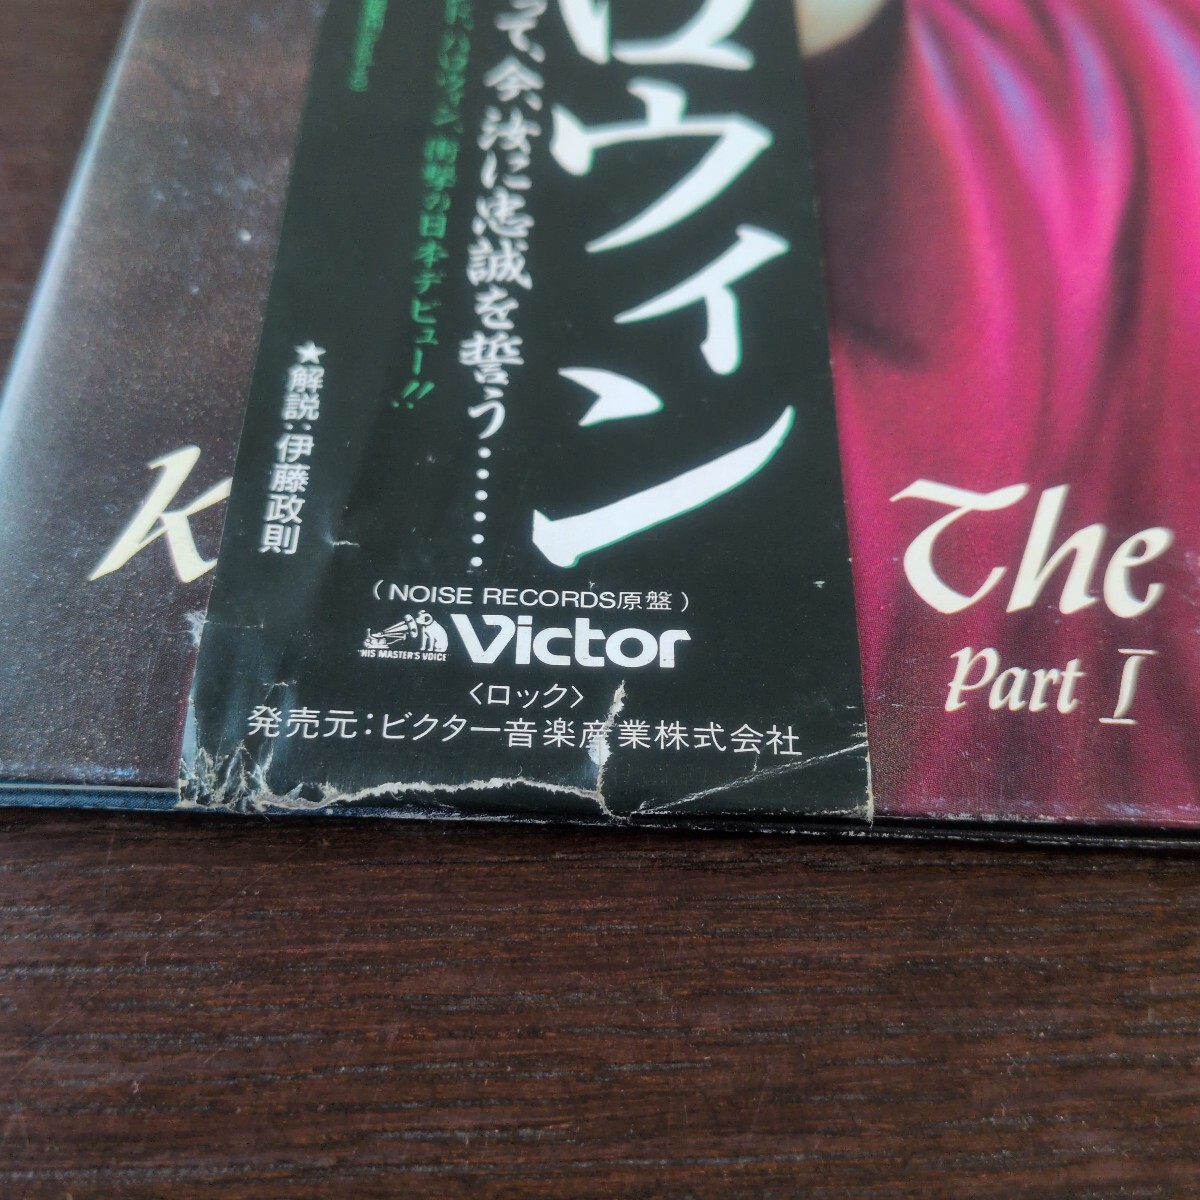 ロウィン
って、今、汝に忠誠を誓う……
ハロウィン、衝撃の日本デビュー!!
★解説:伊藤政則
K
The
Part I
(NOISE RECORDS原盤)
"HIS MASTER'S VOICE"
Victor
〈ロック〉
発売元:ビクター音楽産業株式会社